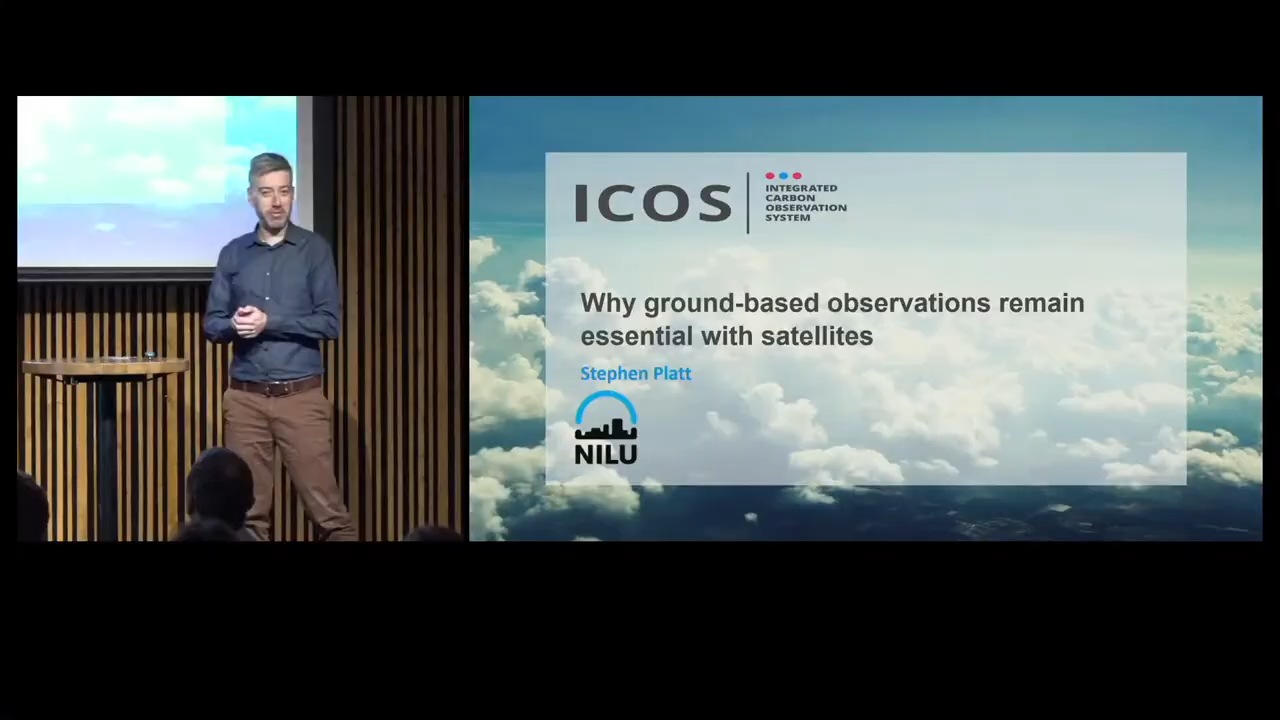 ICOS
INTEGRATED
CARBON
OBSERVATION
SYSTEM
Why ground-based observations remain
essential with satellites
Stephen Platt
NILU